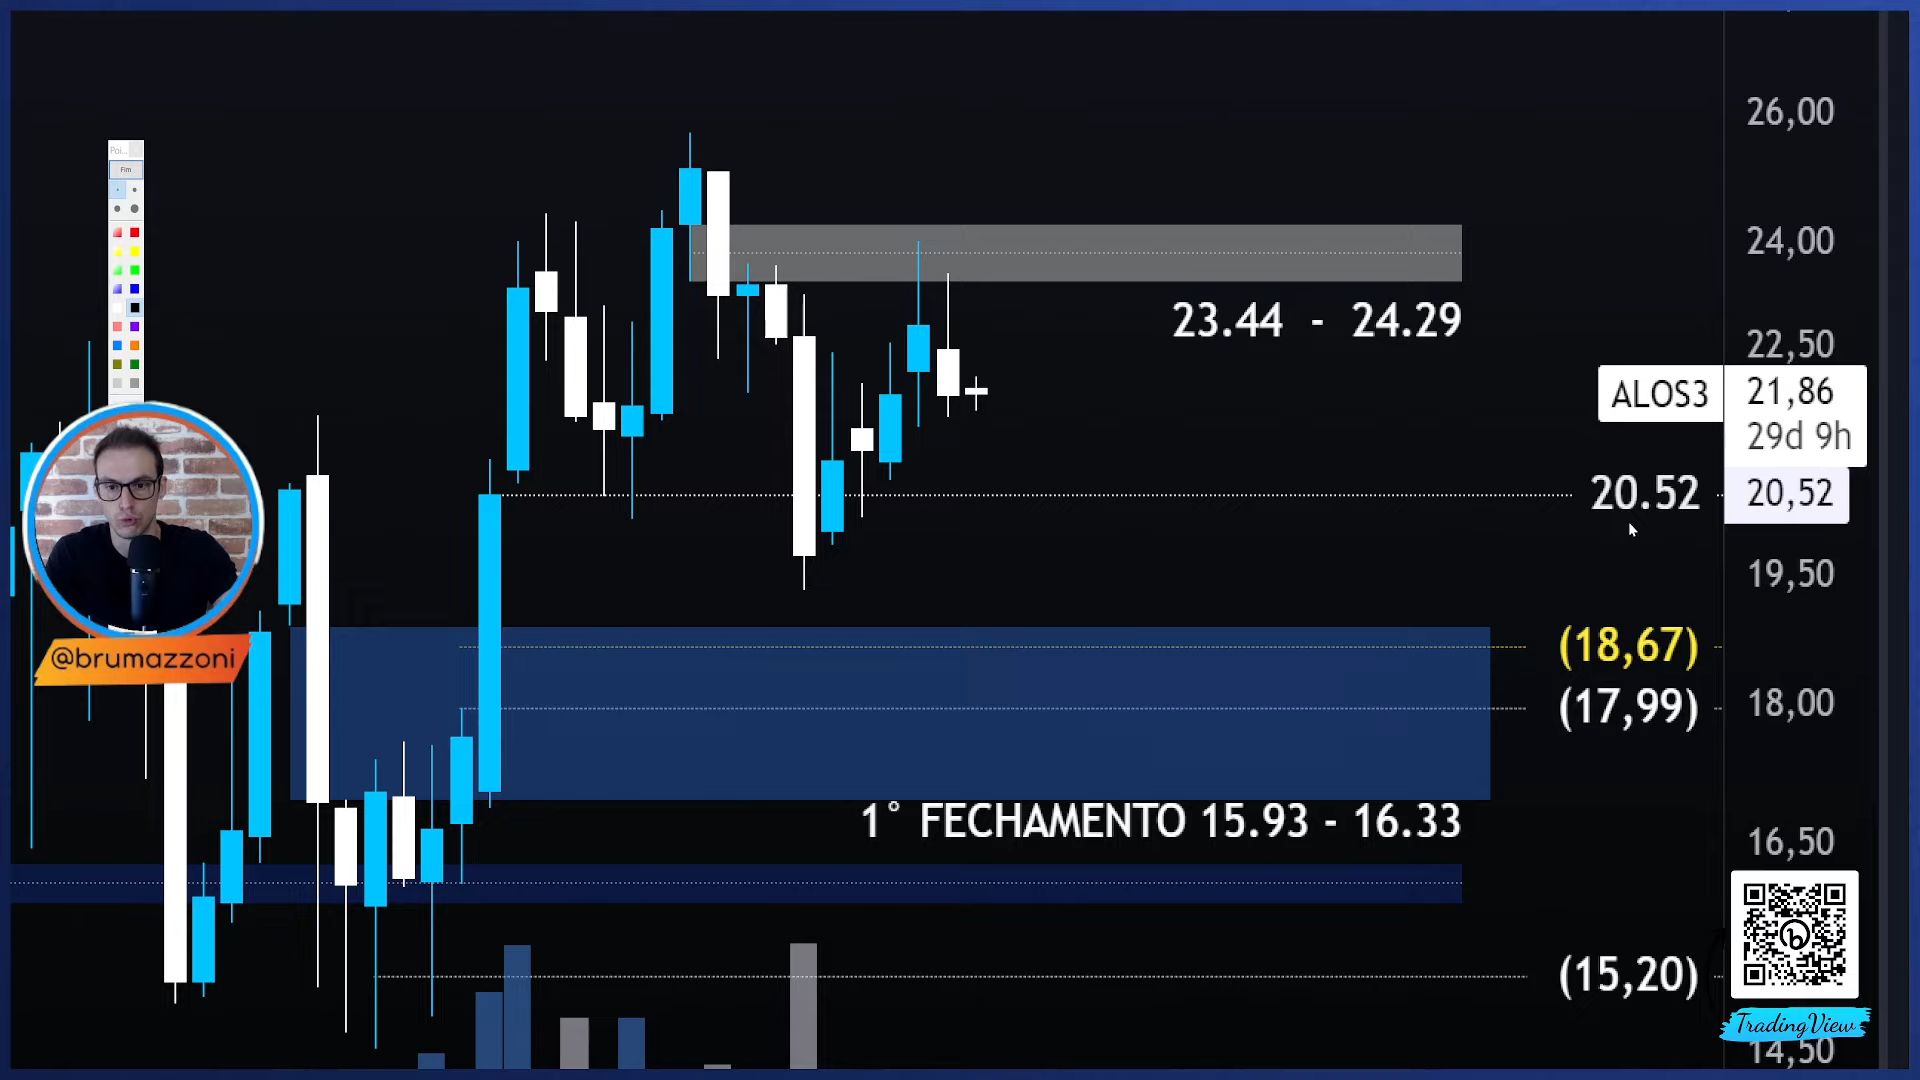 Poi...
Fim
26,00
24,00
23.44 - 24.29
22,50
ALOS3
21,86
29d 9h
20.52
20,52
19,50
(18,67)
@brumazzoni
(17,99)
18,00
1° FECHAMENTO 15.93 - 16.33
16,50
(15,20)
TradingView
14,50